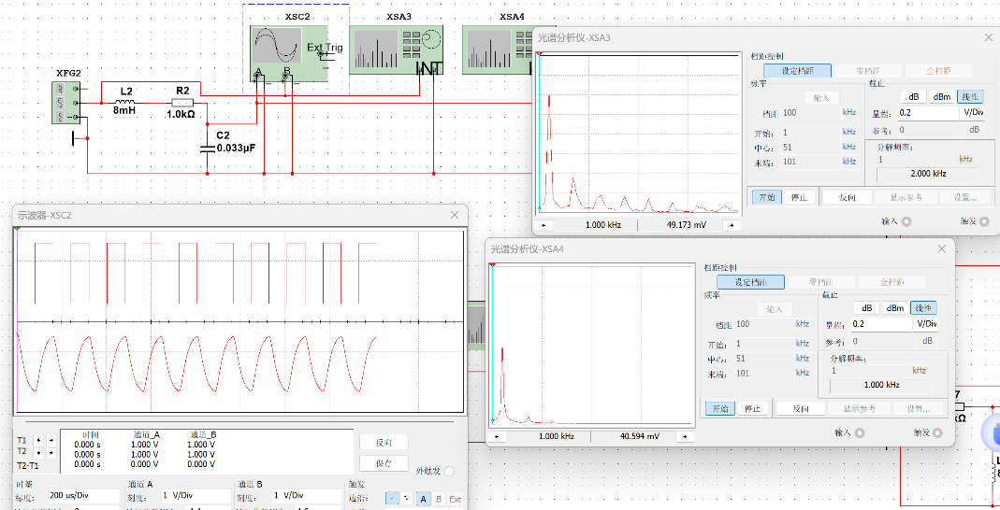 XSC2
XSA3
XSA4
Ext Trig
A
B
INT
XFG2
L2
8mH
R2
1.0kΩ
C2
0.033µF
光谱分析仪-XSA3
档距控制
设定档距
零档距
全档距
频率
输入
档距 100 kHz
开始: 1 kHz
中心: 51 kHz
末端: 101 kHz
截止
dB
dBm
线性
量程: 0.2 V/Div
参考: 0 dB
分解频率:
1 kHz
2.000 kHz
开始
停止
反向
显示参考
设置...
1.000 kHz
49.173 mV
输入
触发
示波器-XSC2
光谱分析仪-XSA4
档距控制
设定档距
零档距
全档距
频率
输入
档距 100 kHz
开始: 1 kHz
中心: 51 kHz
末端: 101 kHz
截止
dB
dBm
线性
量程: 0.2 V/Div
参考: 0 dB
分解频率:
1 kHz
1.000 kHz
开始
停止
反向
显示参考
设置...
1.000 kHz
40.594 mV
输入
触发
时间 通道_A 通道_B
T1 0.000 s 1.000 V 1.000 V
T2 0.000 s 1.000 V 1.000 V
T2-T1 0.000 s 0.000 V 0.000 V
反向
保存
外触发
时基
标度: 200 us/Div
通道 A
刻度: 1 V/Div
通道 B
刻度: 1 V/Div
触发
边沿:
A
B
Ext